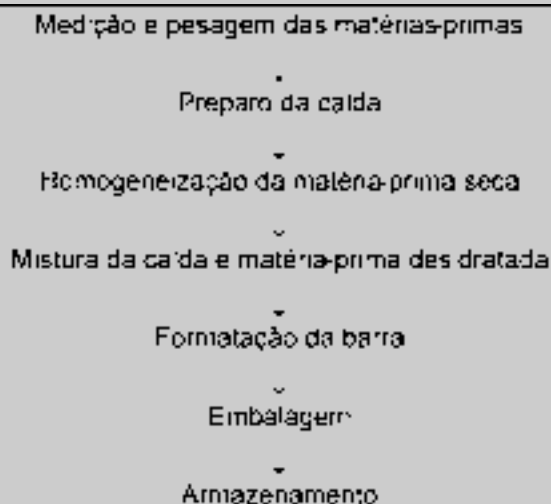 Medição e pesagem das matérias-primas
Preparo da calda
Homogeneização da matéria-prima seca
Mistura da calda e matéria-prima desidratada
Formatação da barra
Embalagem
Armazenamento